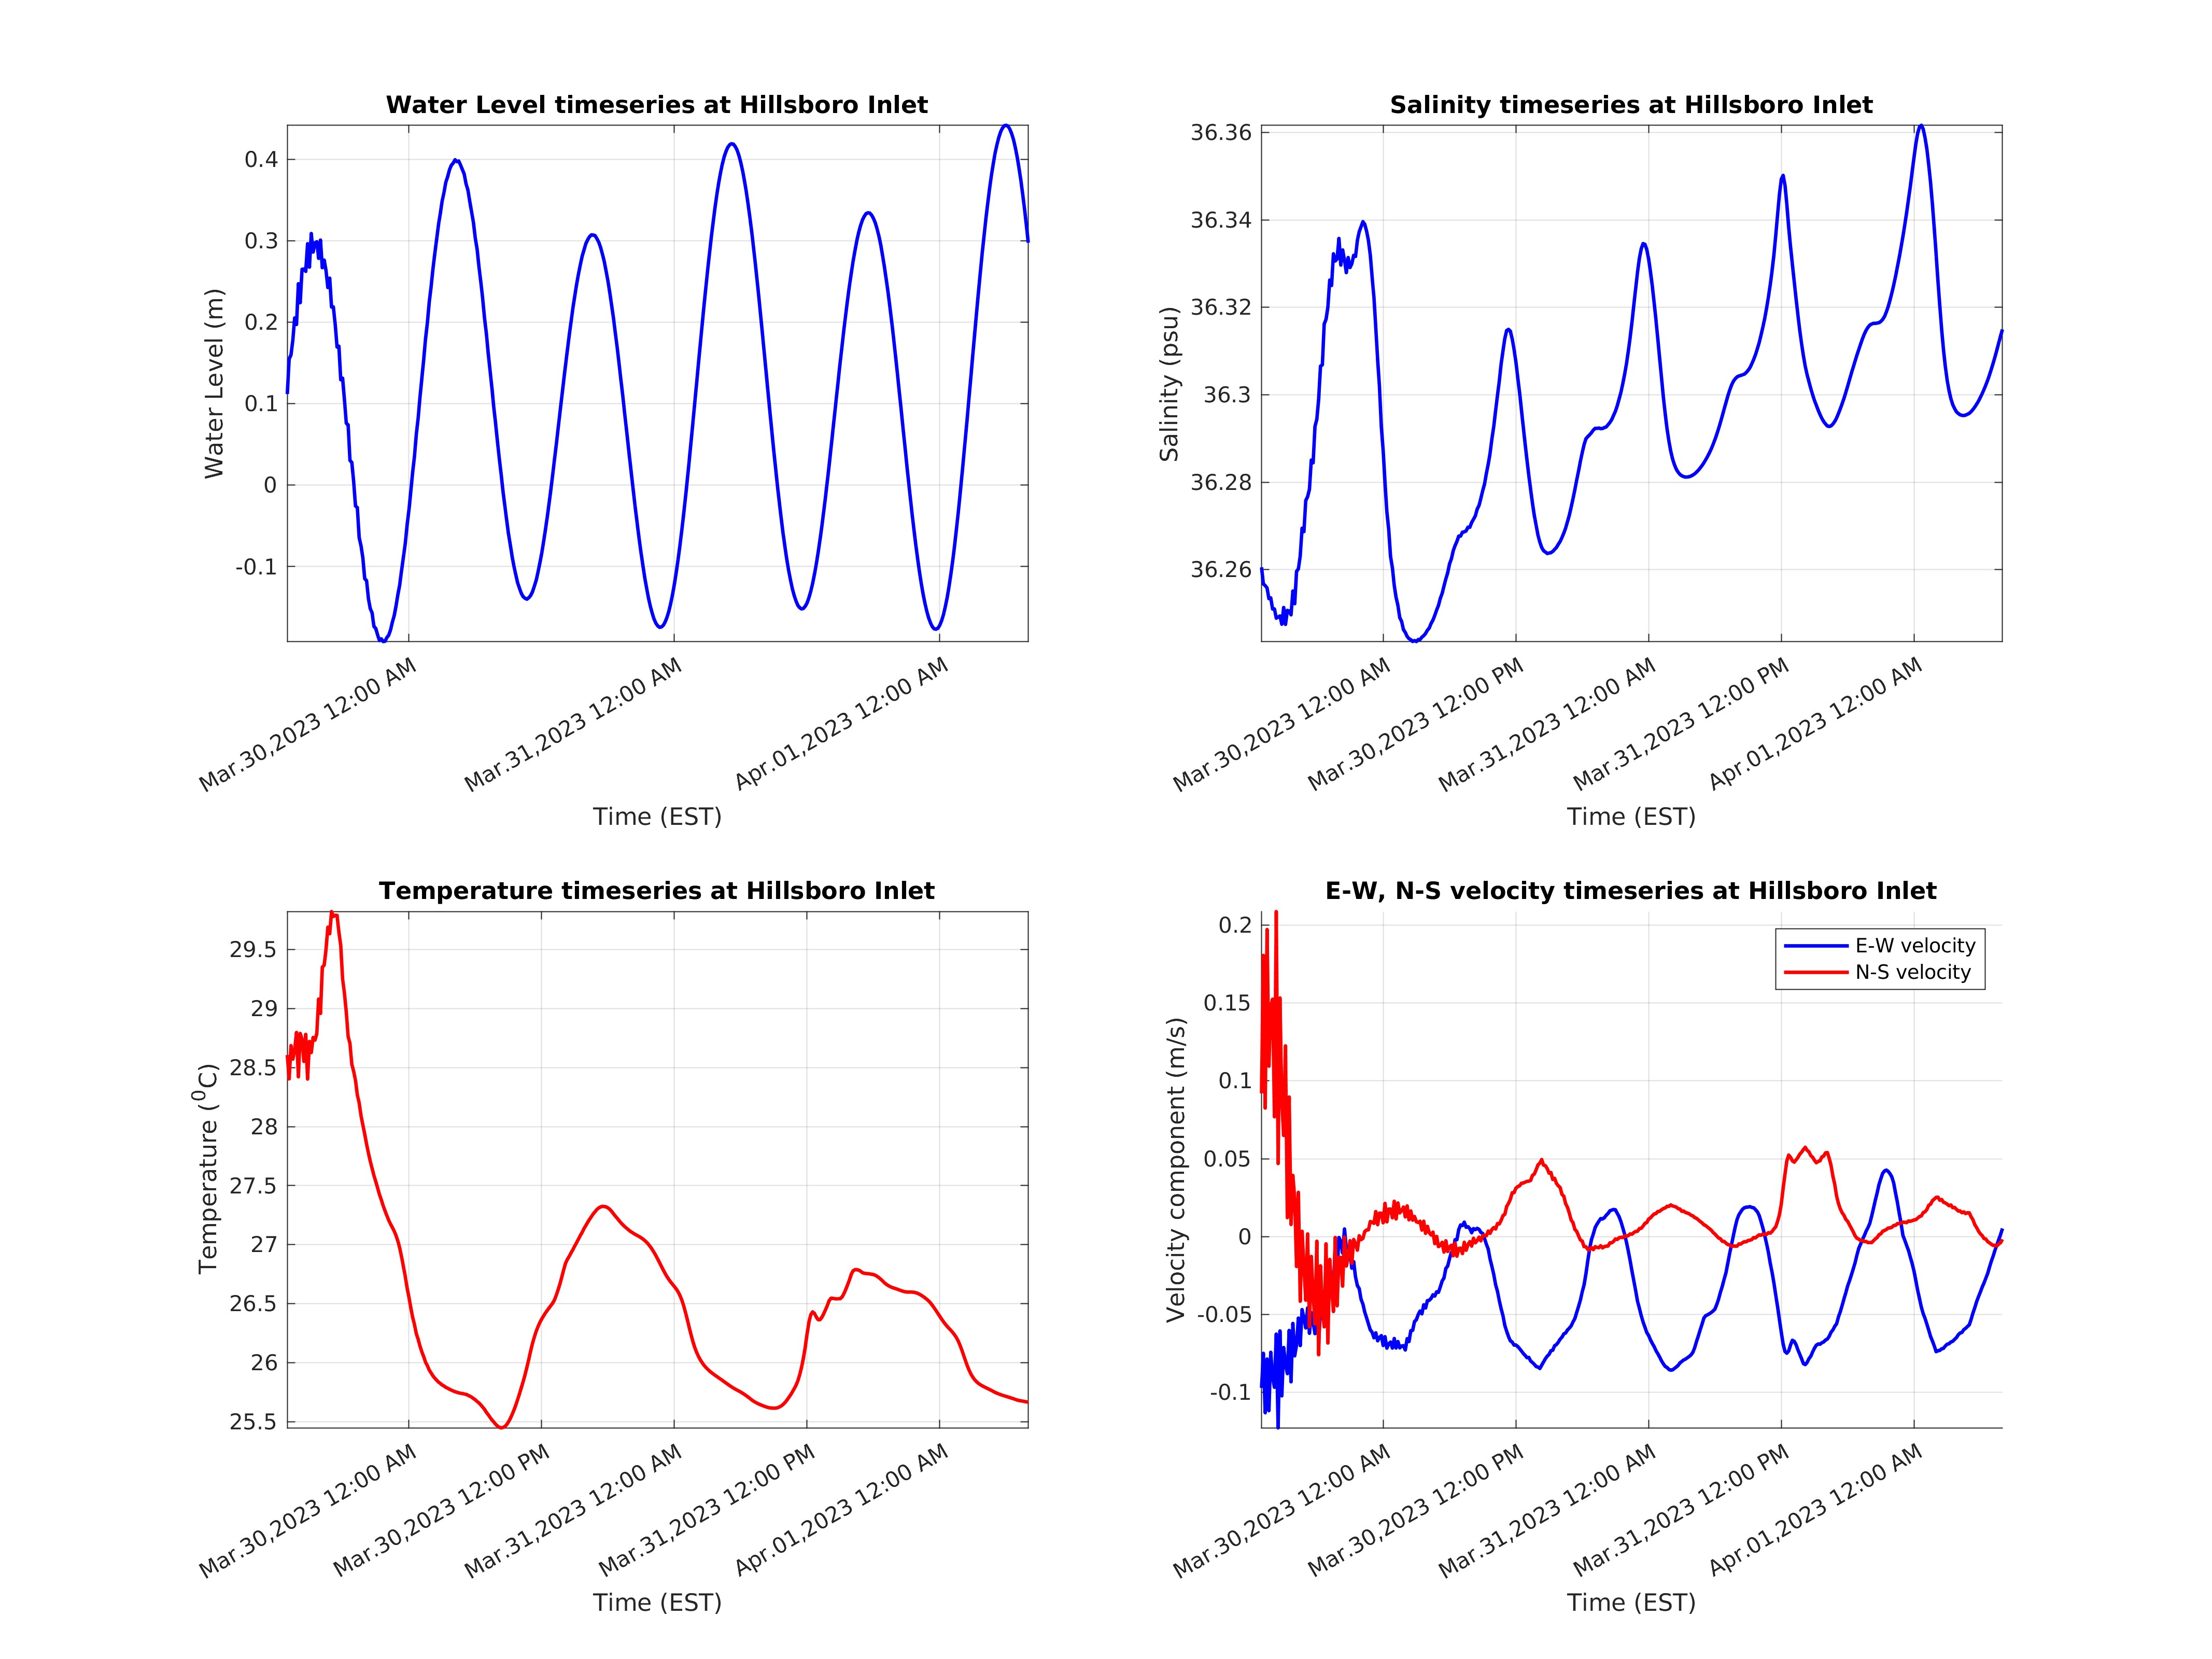 Water Level timeseries at Hillsboro Inlet
Water Level (m)
0.4
0.3
0.2
0.1
0
-0.1
Mar.30,2023 12:00 AM
Mar.31,2023 12:00 AM
Apr.01,2023 12:00 AM
Time (EST)
Salinity timeseries at Hillsboro Inlet
Salinity (psu)
36.36
36.34
36.32
36.3
36.28
36.26
Mar.30,2023 12:00 AM
Mar.30,2023 12:00 PM
Mar.31,2023 12:00 AM
Mar.31,2023 12:00 PM
Apr.01,2023 12:00 AM
Time (EST)
Temperature timeseries at Hillsboro Inlet
Temperature (⁰C)
29.5
29
28.5
28
27.5
27
26.5
26
25.5
Mar.30,2023 12:00 AM
Mar.30,2023 12:00 PM
Mar.31,2023 12:00 AM
Mar.31,2023 12:00 PM
Apr.01,2023 12:00 AM
Time (EST)
E-W, N-S velocity timeseries at Hillsboro Inlet
Velocity component (m/s)
0.2
0.15
0.1
0.05
0
-0.05
-0.1
E-W velocity
N-S velocity
Mar.30,2023 12:00 AM
Mar.30,2023 12:00 PM
Mar.31,2023 12:00 AM
Mar.31,2023 12:00 PM
Apr.01,2023 12:00 AM
Time (EST)